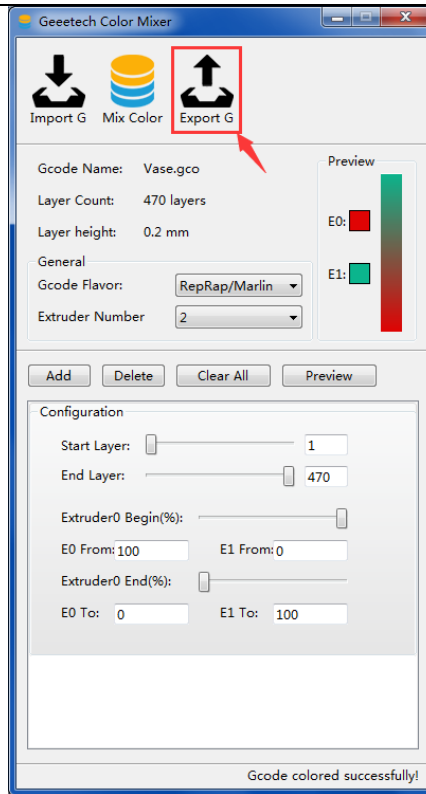 Geeetech Color Mixer
Import G Mix Color Export G
Gcode Name: Vase.gco
Layer Count: 470 layers
Layer height: 0.2 mm
Preview
E0:
E1:
General
Gcode Flavor: RepRap/Marlin
Extruder Number 2
Add Delete Clear All Preview
Configuration
Start Layer: 1
End Layer: 470
Extruder0 Begin(%):
E0 From: 100 E1 From: 0
Extruder0 End(%):
E0 To: 0 E1 To: 100
Gcode colored successfully!